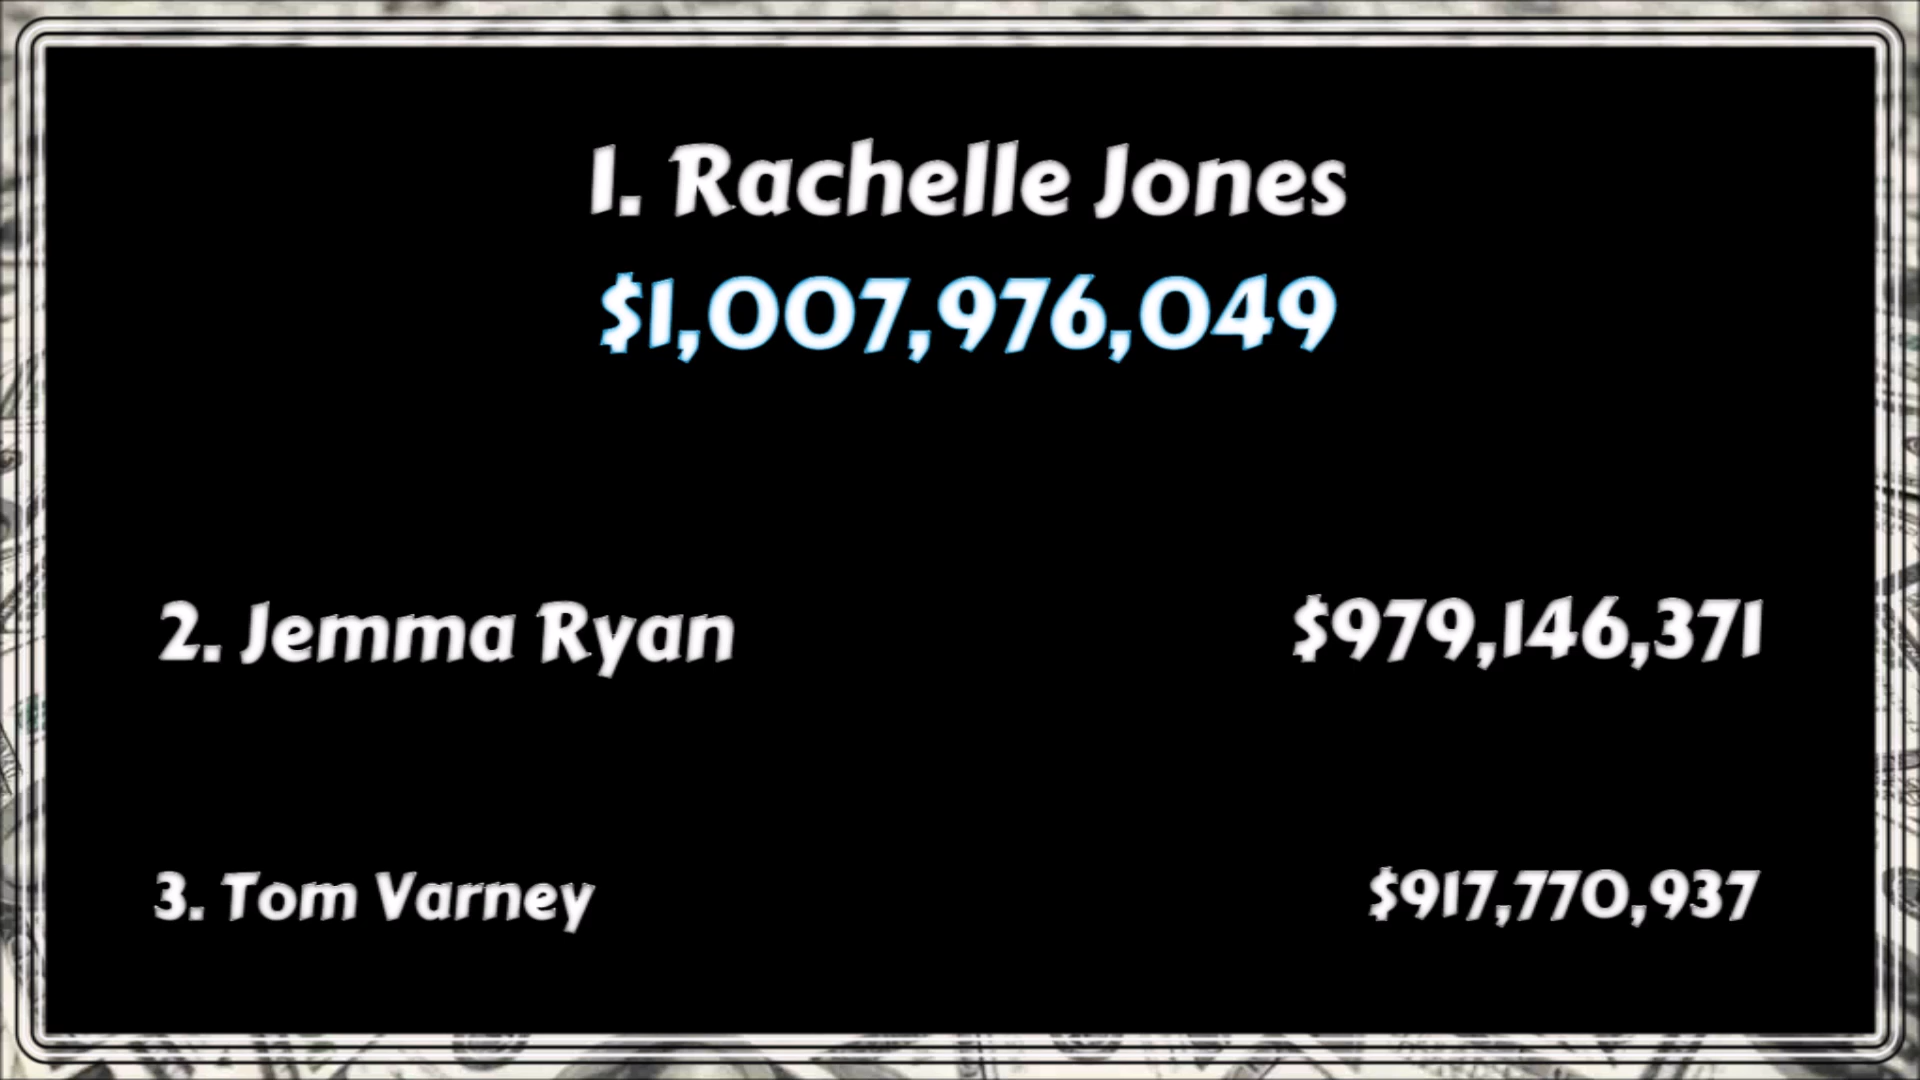 1. Rachelle Jones
$1,007,976,049
2. Jemma Ryan $979,146,371
3. Tom Varney $917,770,937